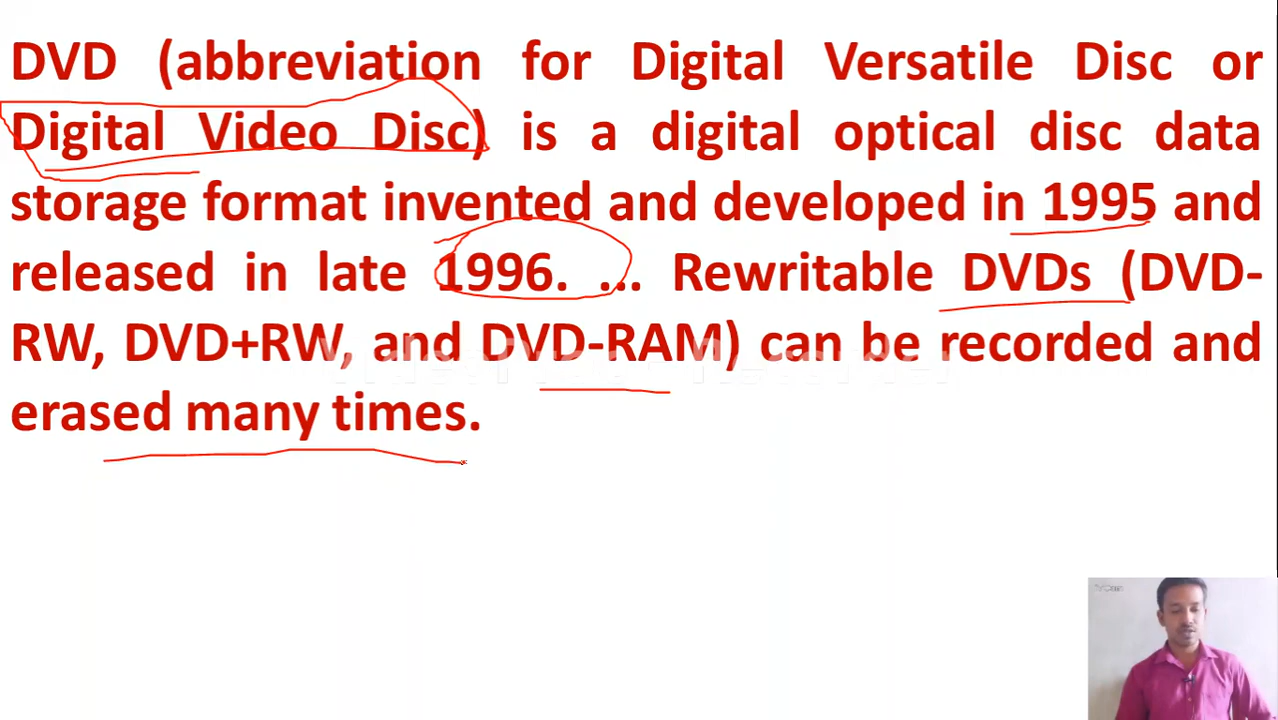 DVD (abbreviation for Digital Versatile Disc or
Digital Video Disc) is a digital optical disc data
storage format invented and developed in 1995 and
released in late 1996. ... Rewritable DVDs (DVD-
RW, DVD+RW, and DVD-RAM) can be recorded and
erased many times.